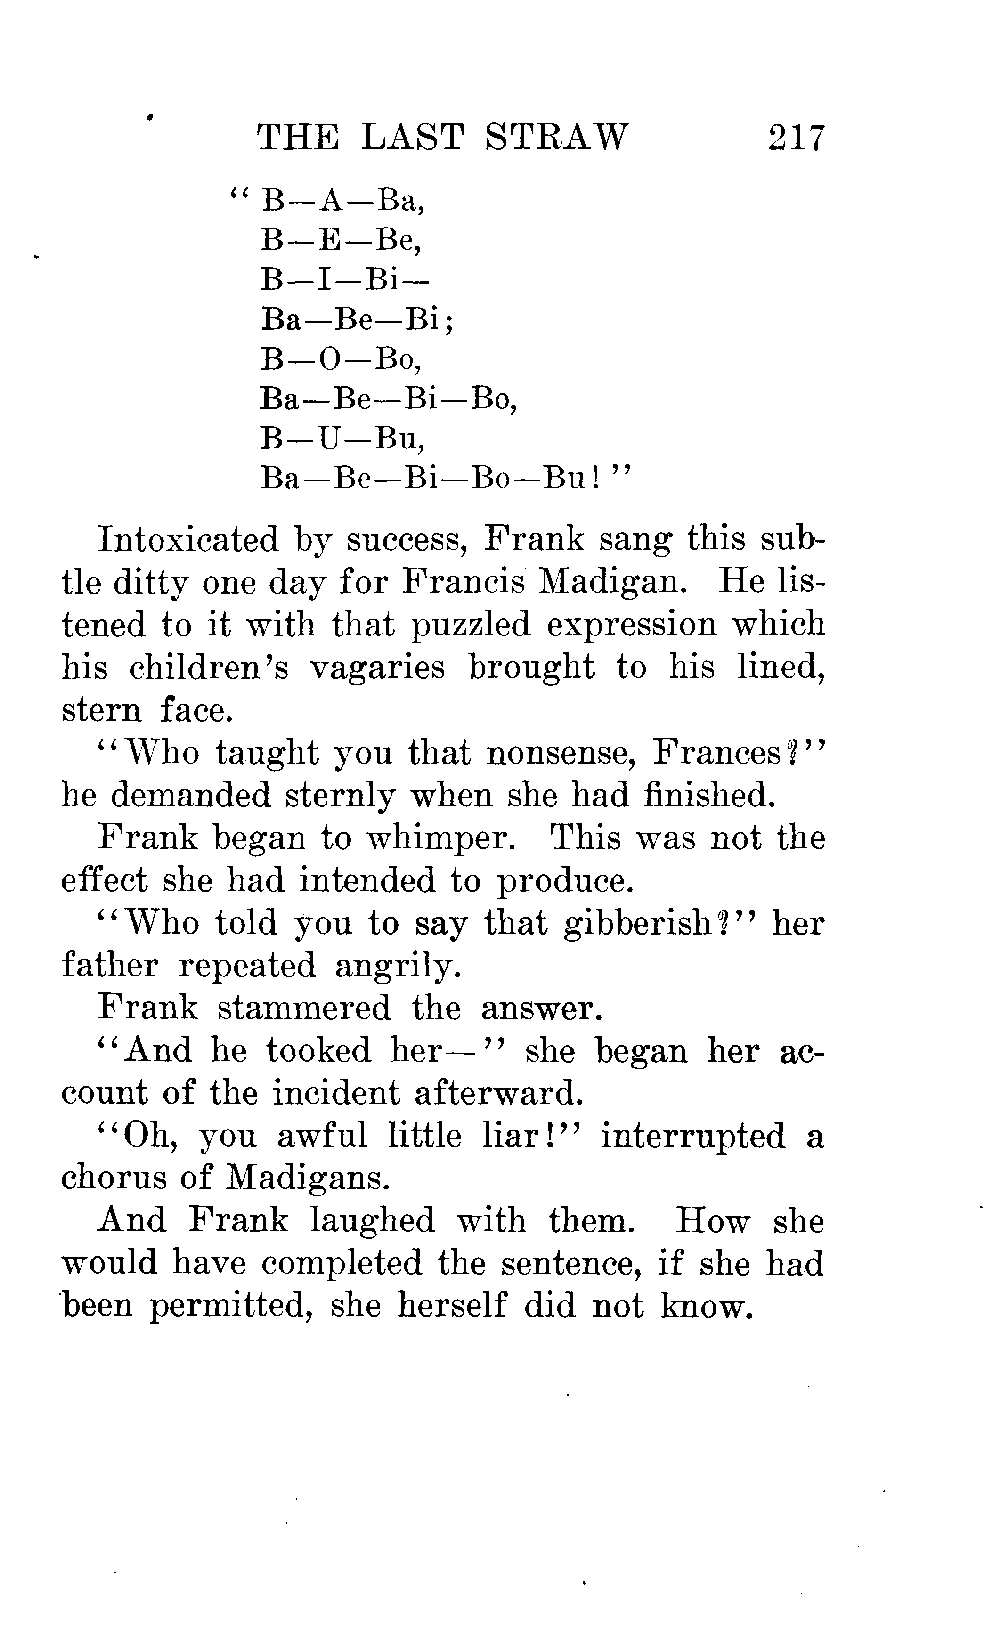 THE LAST STRAW 217
“ B—A—Ba,
B—E—Be,
B—I—Bi—
Ba—Be—Bi;
B—O—Bo,
Ba—Be—Bi—Bo,
B—U—Bu,
Ba—Be—Bi—Bo—Bu! ”
Intoxicated by success, Frank sang this sub-
tle ditty one day for Francis Madigan. He lis-
tened to it with that puzzled expression which
his children's vagaries brought to his lined,
stern face.
“Who taught you that nonsense, Frances?”
he demanded sternly when she had finished.
Frank began to whimper. This was not the
effect she had intended to produce.
“Who told you to say that gibberish?” her
father repeated angrily.
Frank stammered the answer.
“And he tooked her—” she began her ac-
count of the incident afterward.
“Oh, you awful little liar!” interrupted a
chorus of Madigans.
And Frank laughed with them. How she
would have completed the sentence, if she had
been permitted, she herself did not know.